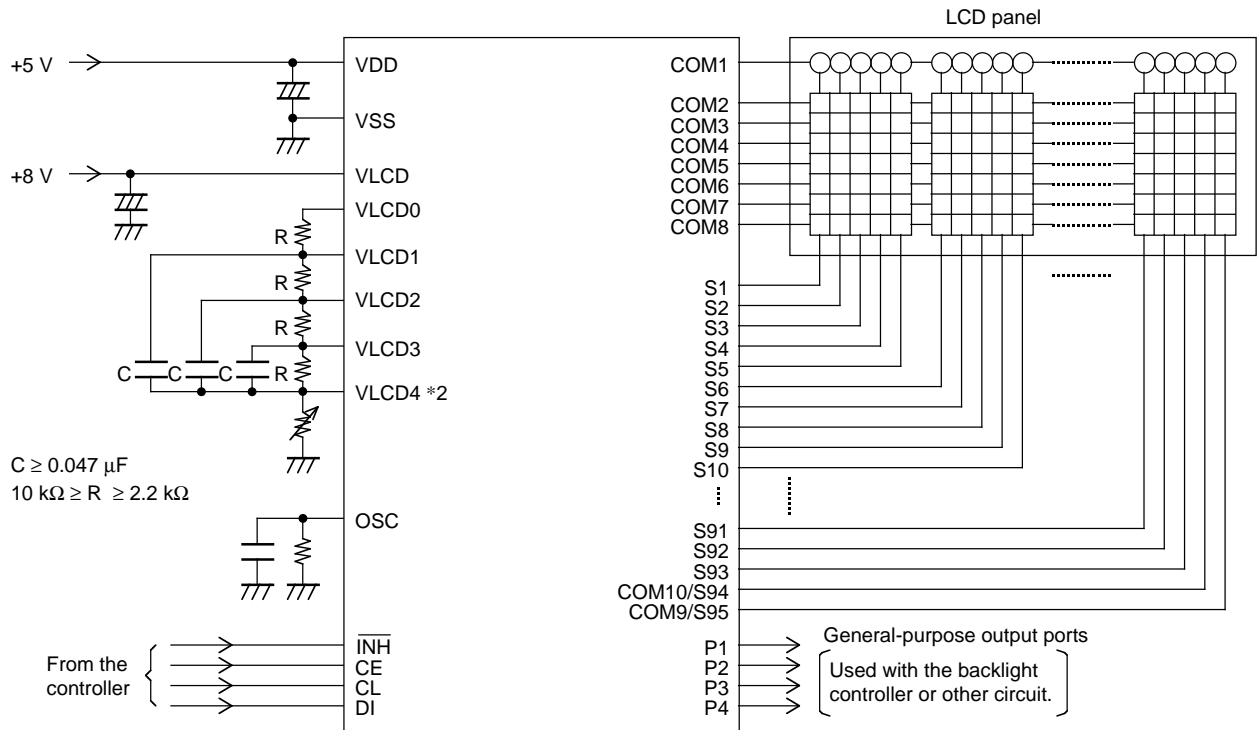 LCD panel
+5 V
VDD
VSS
+8 V
VLCD
VLCD0
R
VLCD1
R
VLCD2
R
VLCD3
C C C R
VLCD4 *2
C ≥ 0.047 μF
10 kΩ ≥ R ≥ 2.2 kΩ
OSC
From the
controller
INH
CE
CL
DI
COM1
COM2
COM3
COM4
COM5
COM6
COM7
COM8
S1
S2
S3
S4
S5
S6
S7
S8
S9
S10
S91
S92
S93
COM10/S94
COM9/S95
P1
P2
P3
P4
General-purpose output ports
Used with the backlight
controller or other circuit.